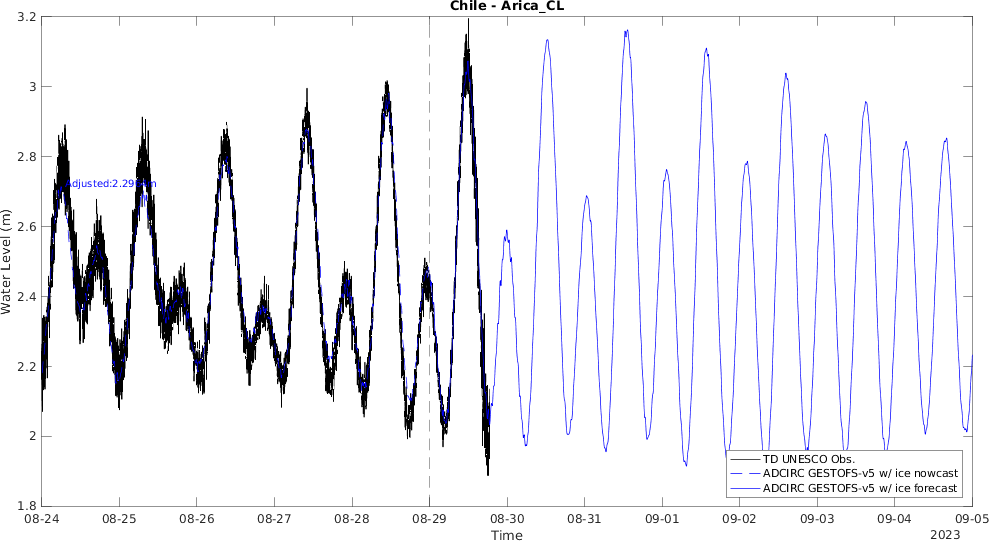 Chile - Arica_CL
Water Level (m)
3.2
3
2.8
2.6
2.4
2.2
2
1.8
TD UNESCO Obs.
ADCIRC GESTOFS-v5 w/ ice nowcast
ADCIRC GESTOFS-v5 w/ ice forecast
08-24 08-25 08-26 08-27 08-28 08-29 08-30 08-31 09-01 09-02 09-03 09-04 09-05
Time
2023